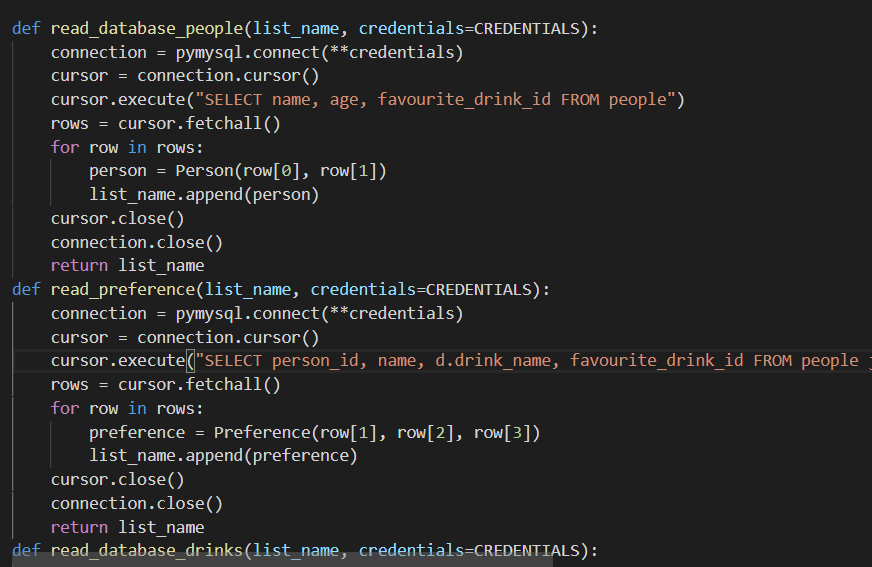 def read_database_people(list_name, credentials=CREDENTIALS):
    connection = pymysql.connect(**credentials)
    cursor = connection.cursor()
    cursor.execute("SELECT name, age, favourite_drink_id FROM people")
    rows = cursor.fetchall()
    for row in rows:
        person = Person(row[0], row[1])
        list_name.append(person)
    cursor.close()
    connection.close()
    return list_name
def read_preference(list_name, credentials=CREDENTIALS):
    connection = pymysql.connect(**credentials)
    cursor = connection.cursor()
    cursor.execute("SELECT person_id, name, d.drink_name, favourite_drink_id FROM people
    rows = cursor.fetchall()
    for row in rows:
        preference = Preference(row[1], row[2], row[3])
        list_name.append(preference)
    cursor.close()
    connection.close()
    return list_name
def read_database_drinks(list_name, credentials=CREDENTIALS):